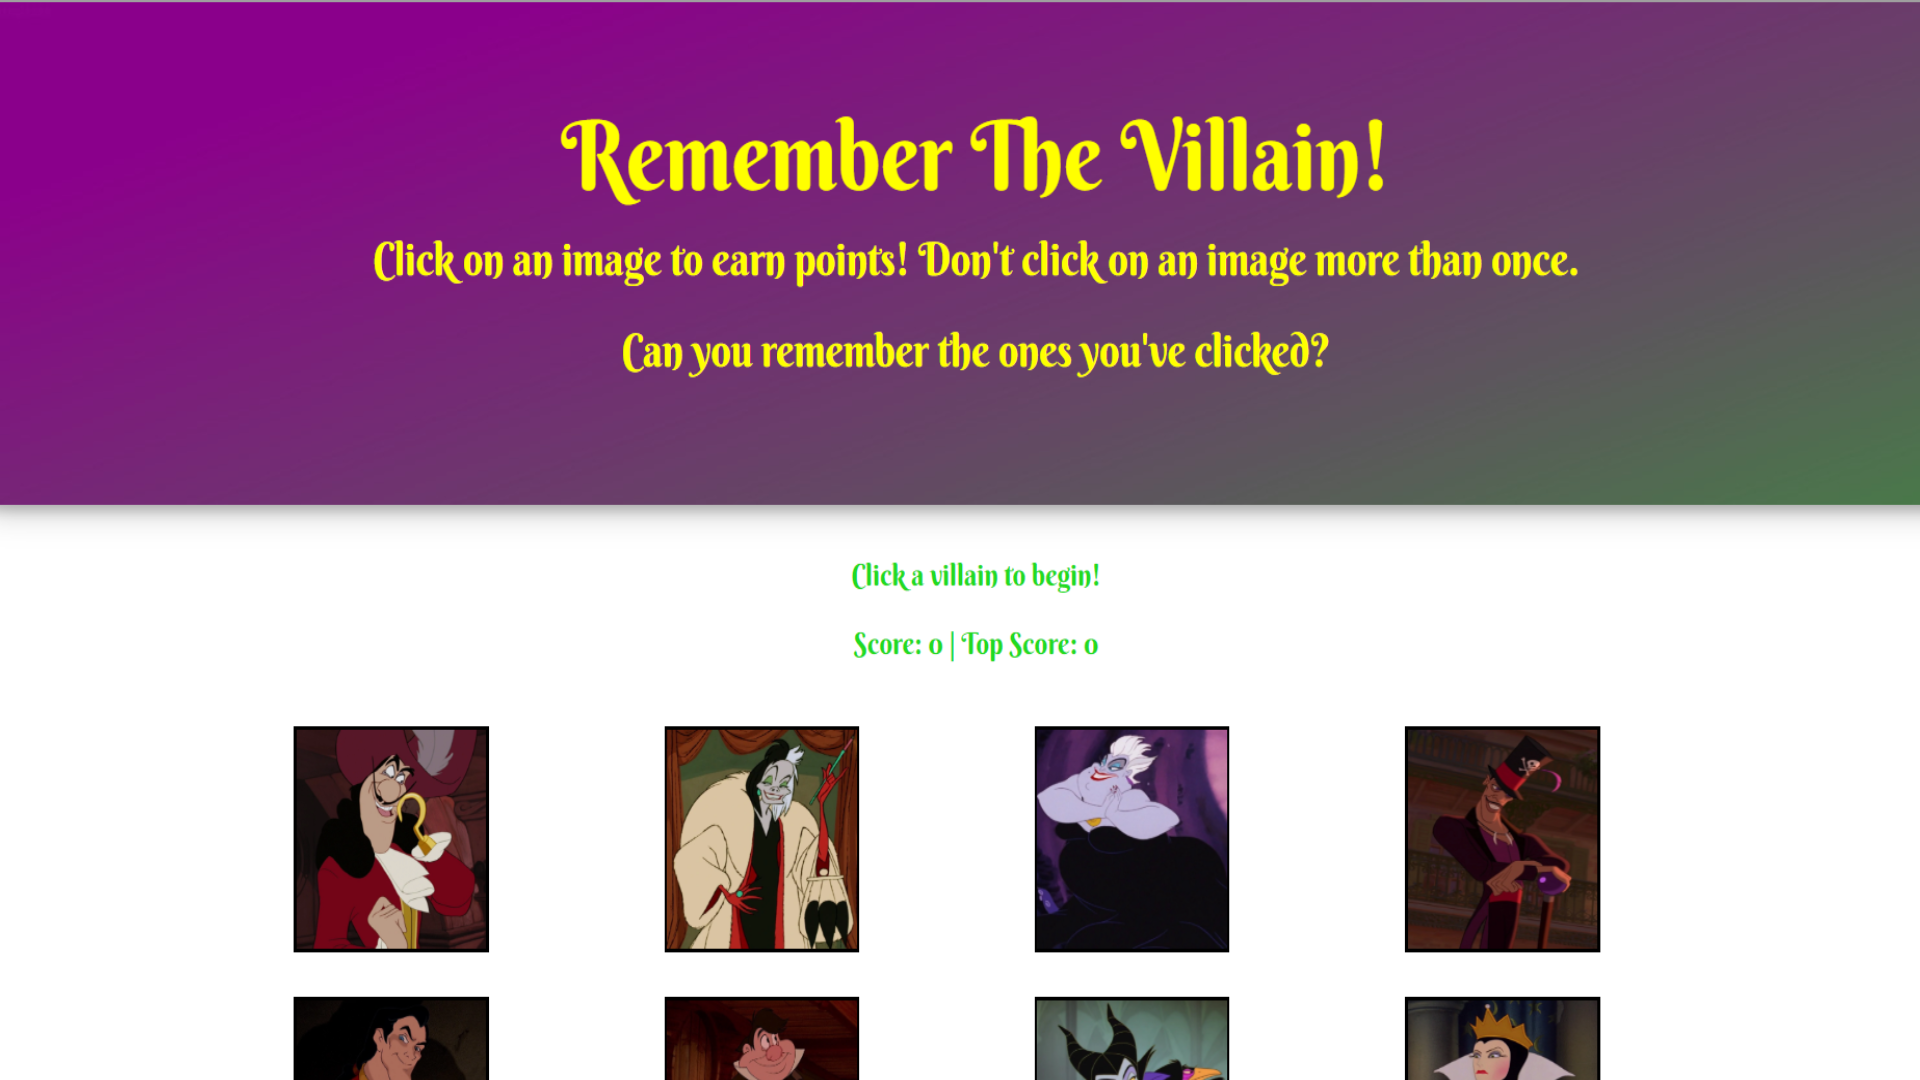 Remember The Villain!
Click on an image to earn points! Don't click on an image more than once.
Can you remember the ones you've clicked?
Click a villain to begin!
Score: 0 | Top Score: 0